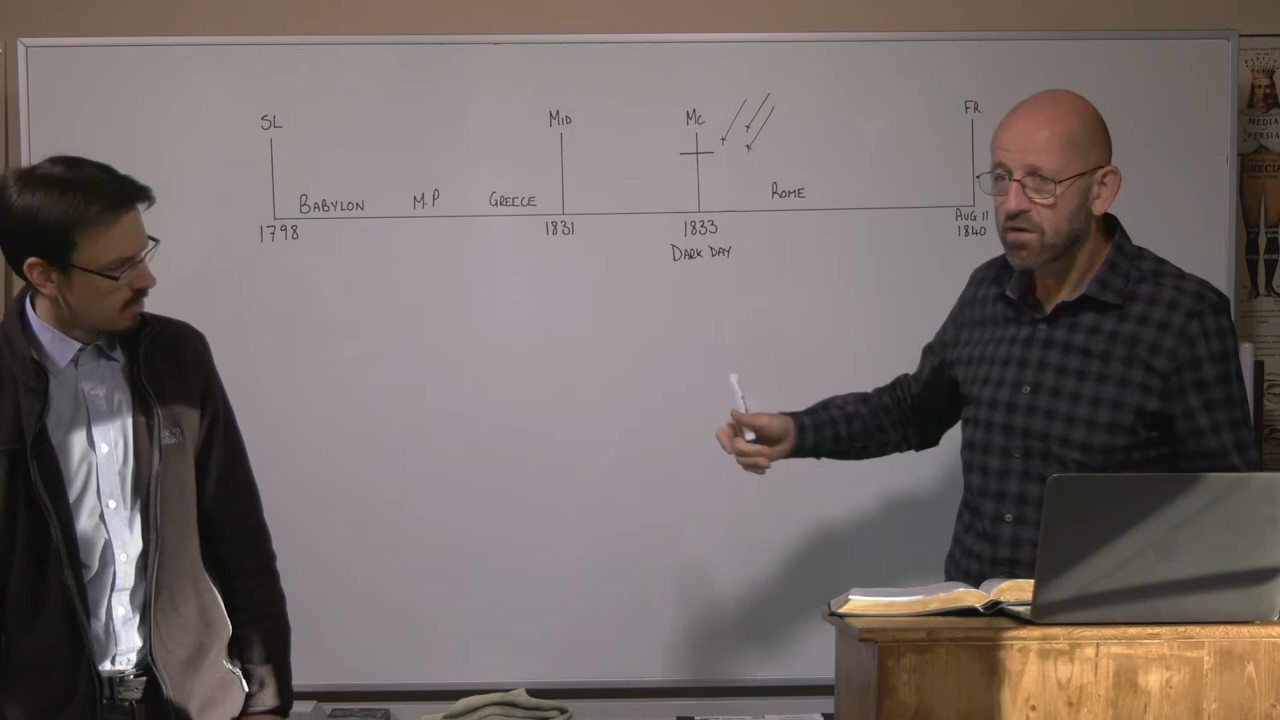 SL
MID
MC
FR
BABYLON
M.P
GREECE
ROME
1798
1831
1833
DARK DAY
AUG 11
1840
MEDIA
PERSIA